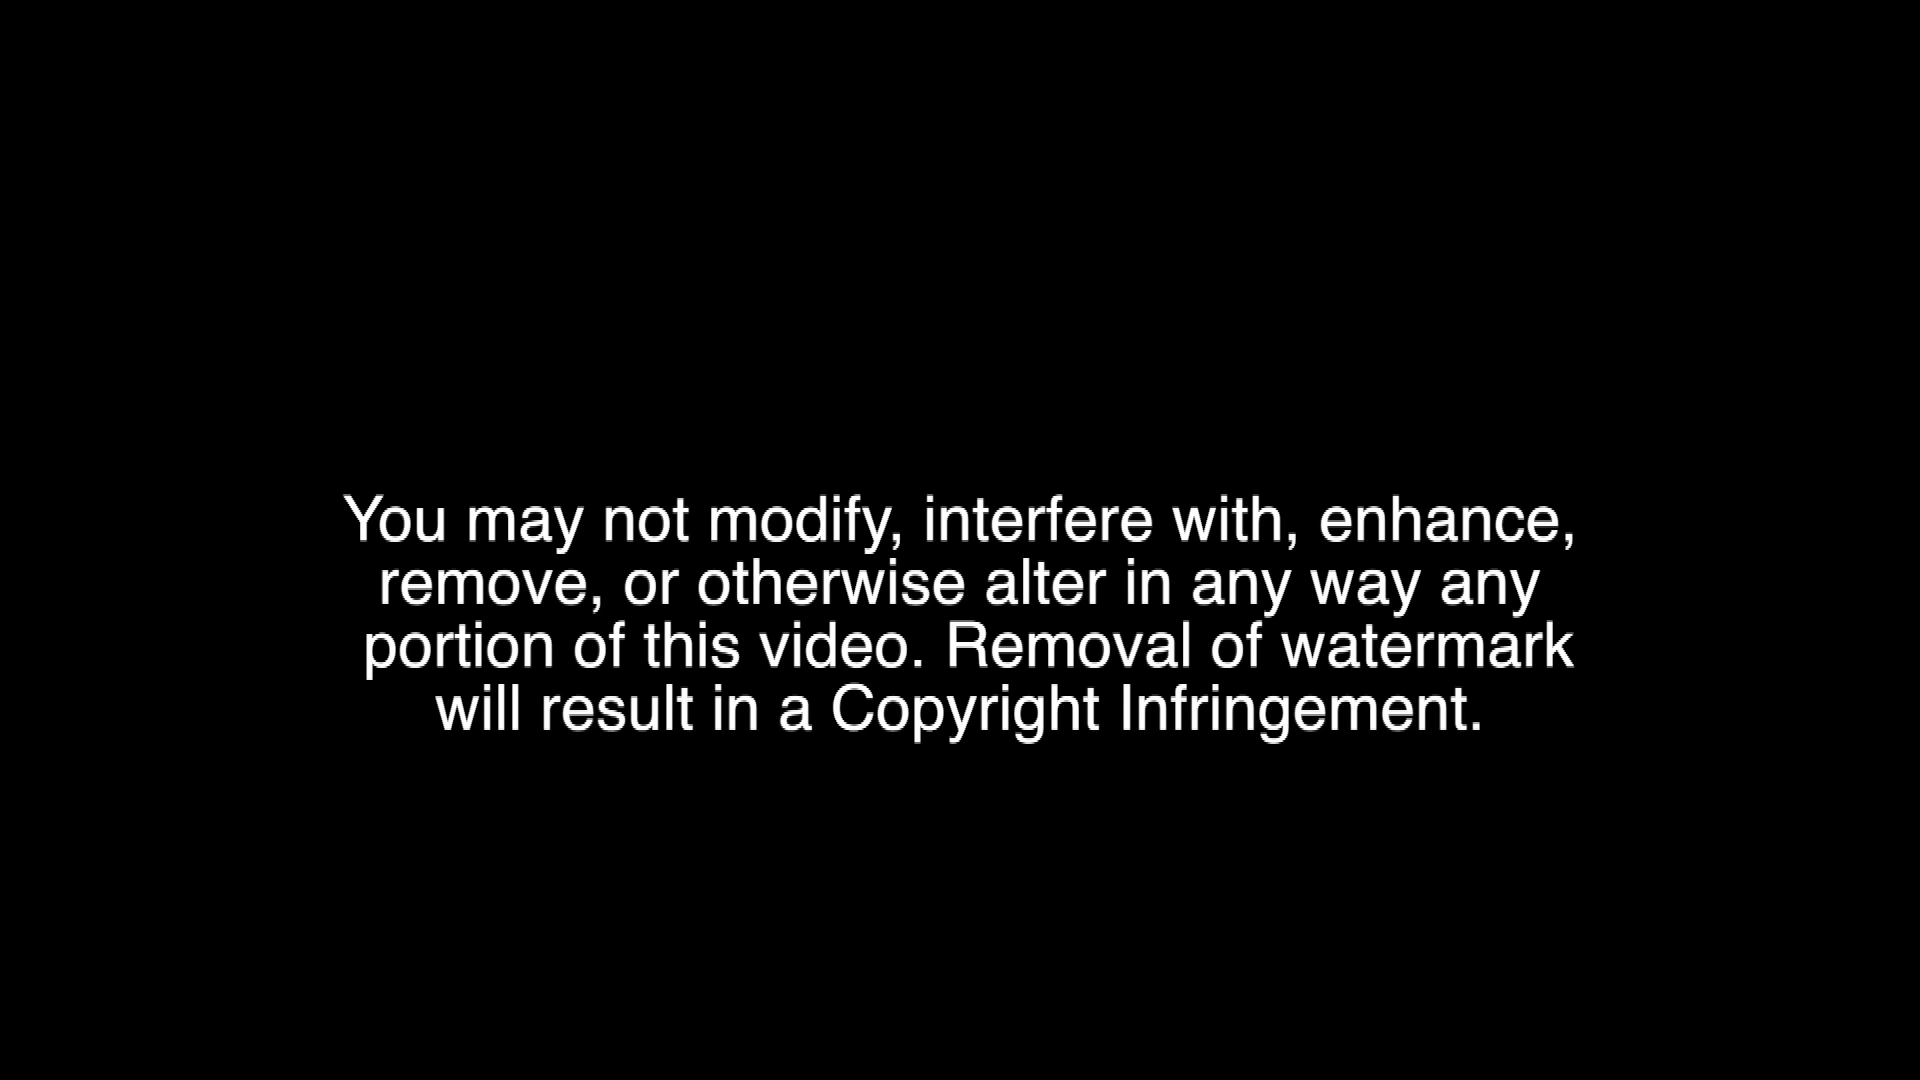 You may not modify, interfere with, enhance,
remove, or otherwise alter in any way any
portion of this video. Removal of watermark
will result in a Copyright Infringement.